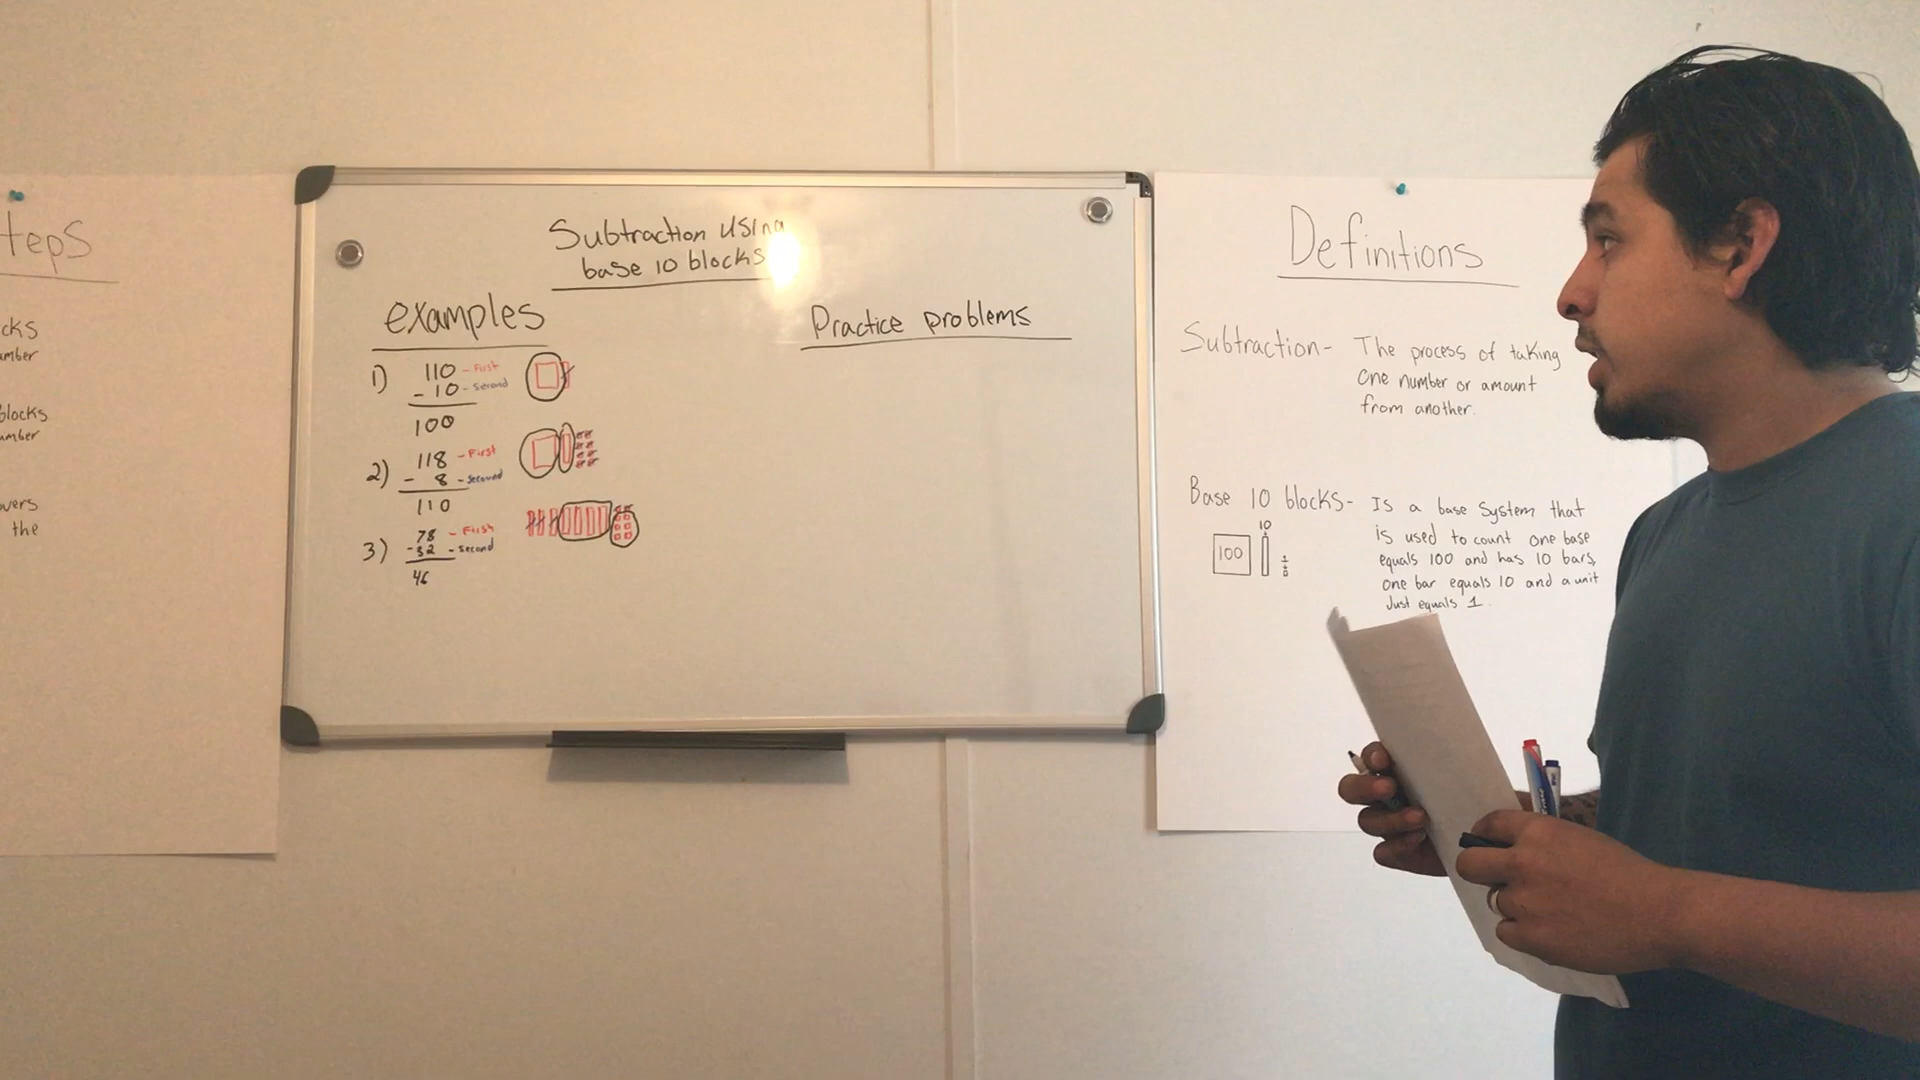 teps
cks
umber
blocks
umber
overs
the
Subtraction using
base 10 blocks
examples
1) 110 - First
- 10 - Second
100
2) 118 - First
- 8 - Second
110
3) 78 - First
- 32 - Second
46
Practice problems
Definitions
Subtraction- The process of taking
one number or amount
from another.
Base 10 blocks- Is a base System that
is used to count one base
equals 100 and has 10 bars,
one bar equals 10 and a unit
Just equals 1.
100
10
1